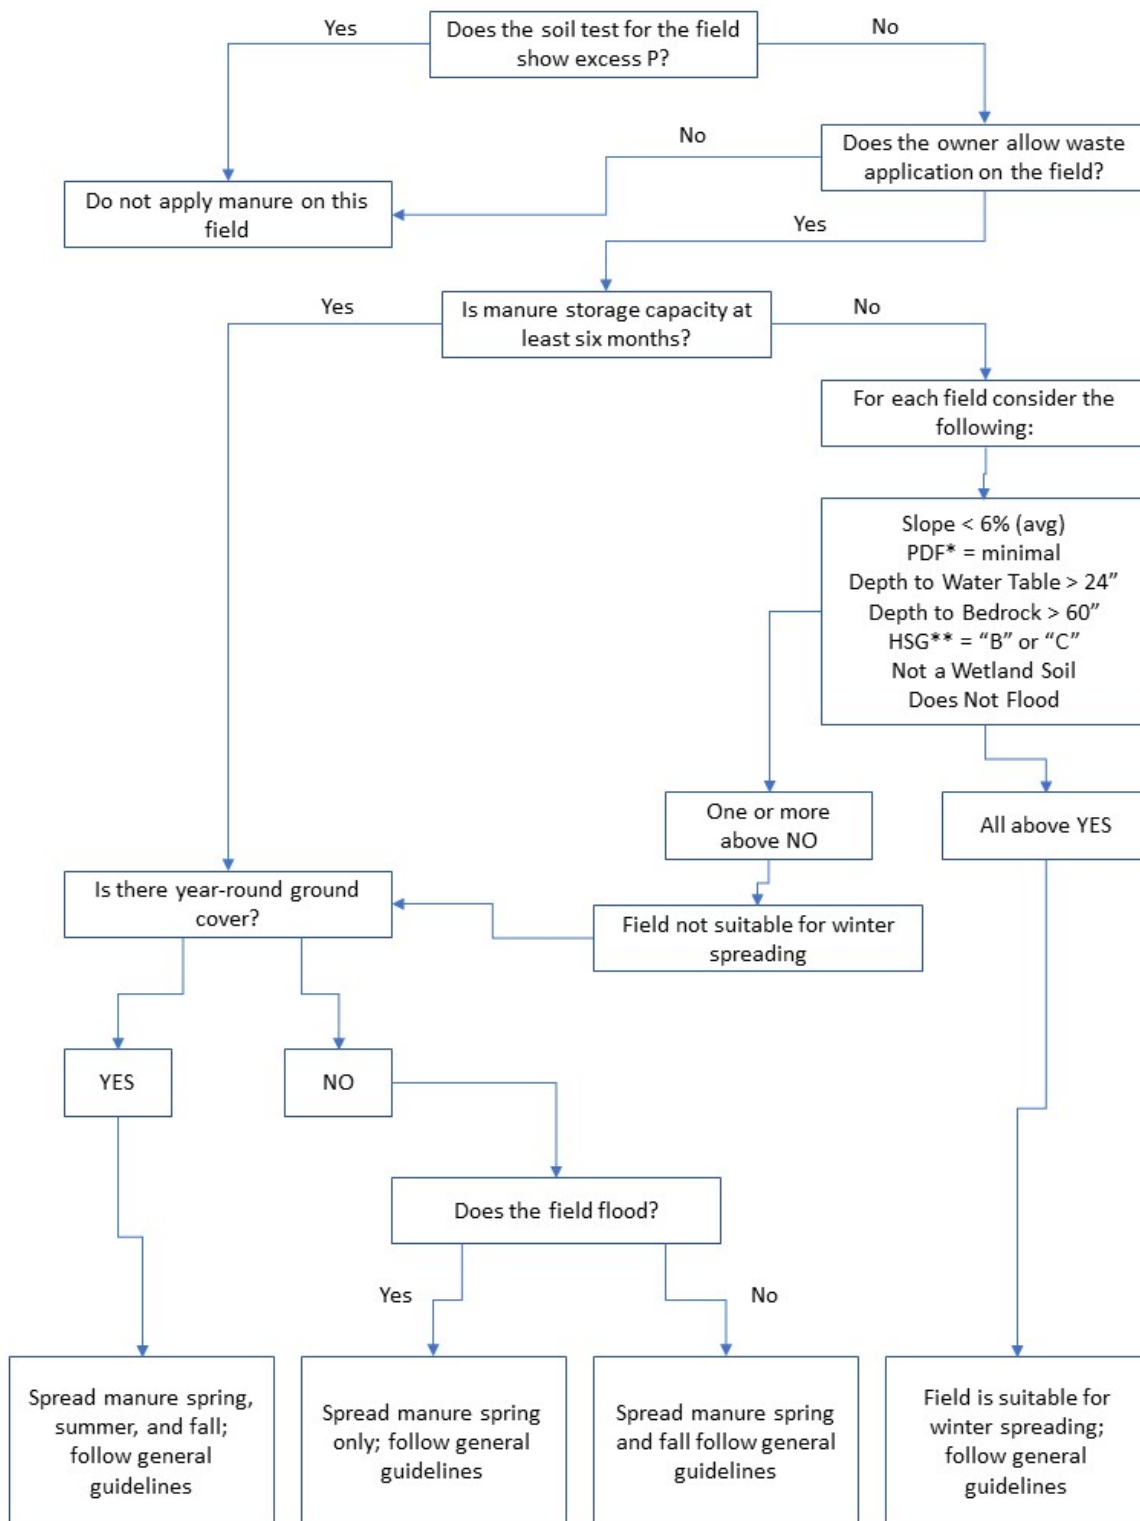 Yes
Does the soil test for the field
show excess P?
No
No
Does the owner allow waste
application on the field?
Do not apply manure on this
field
Yes
Yes
Is manure storage capacity at
least six months?
No
For each field consider the
following:
Slope < 6% (avg)
PDF* = minimal
Depth to Water Table > 24”
Depth to Bedrock > 60”
HSG** = “B” or “C”
Not a Wetland Soil
Does Not Flood
One or more
above NO
All above YES
Is there year-round ground
cover?
Field not suitable for winter
spreading
YES
NO
Does the field flood?
Yes
No
Spread manure spring,
summer, and fall;
follow general
guidelines
Spread manure spring
only; follow general
guidelines
Spread manure spring
and fall follow general
guidelines
Field is suitable for
winter spreading;
follow general
guidelines